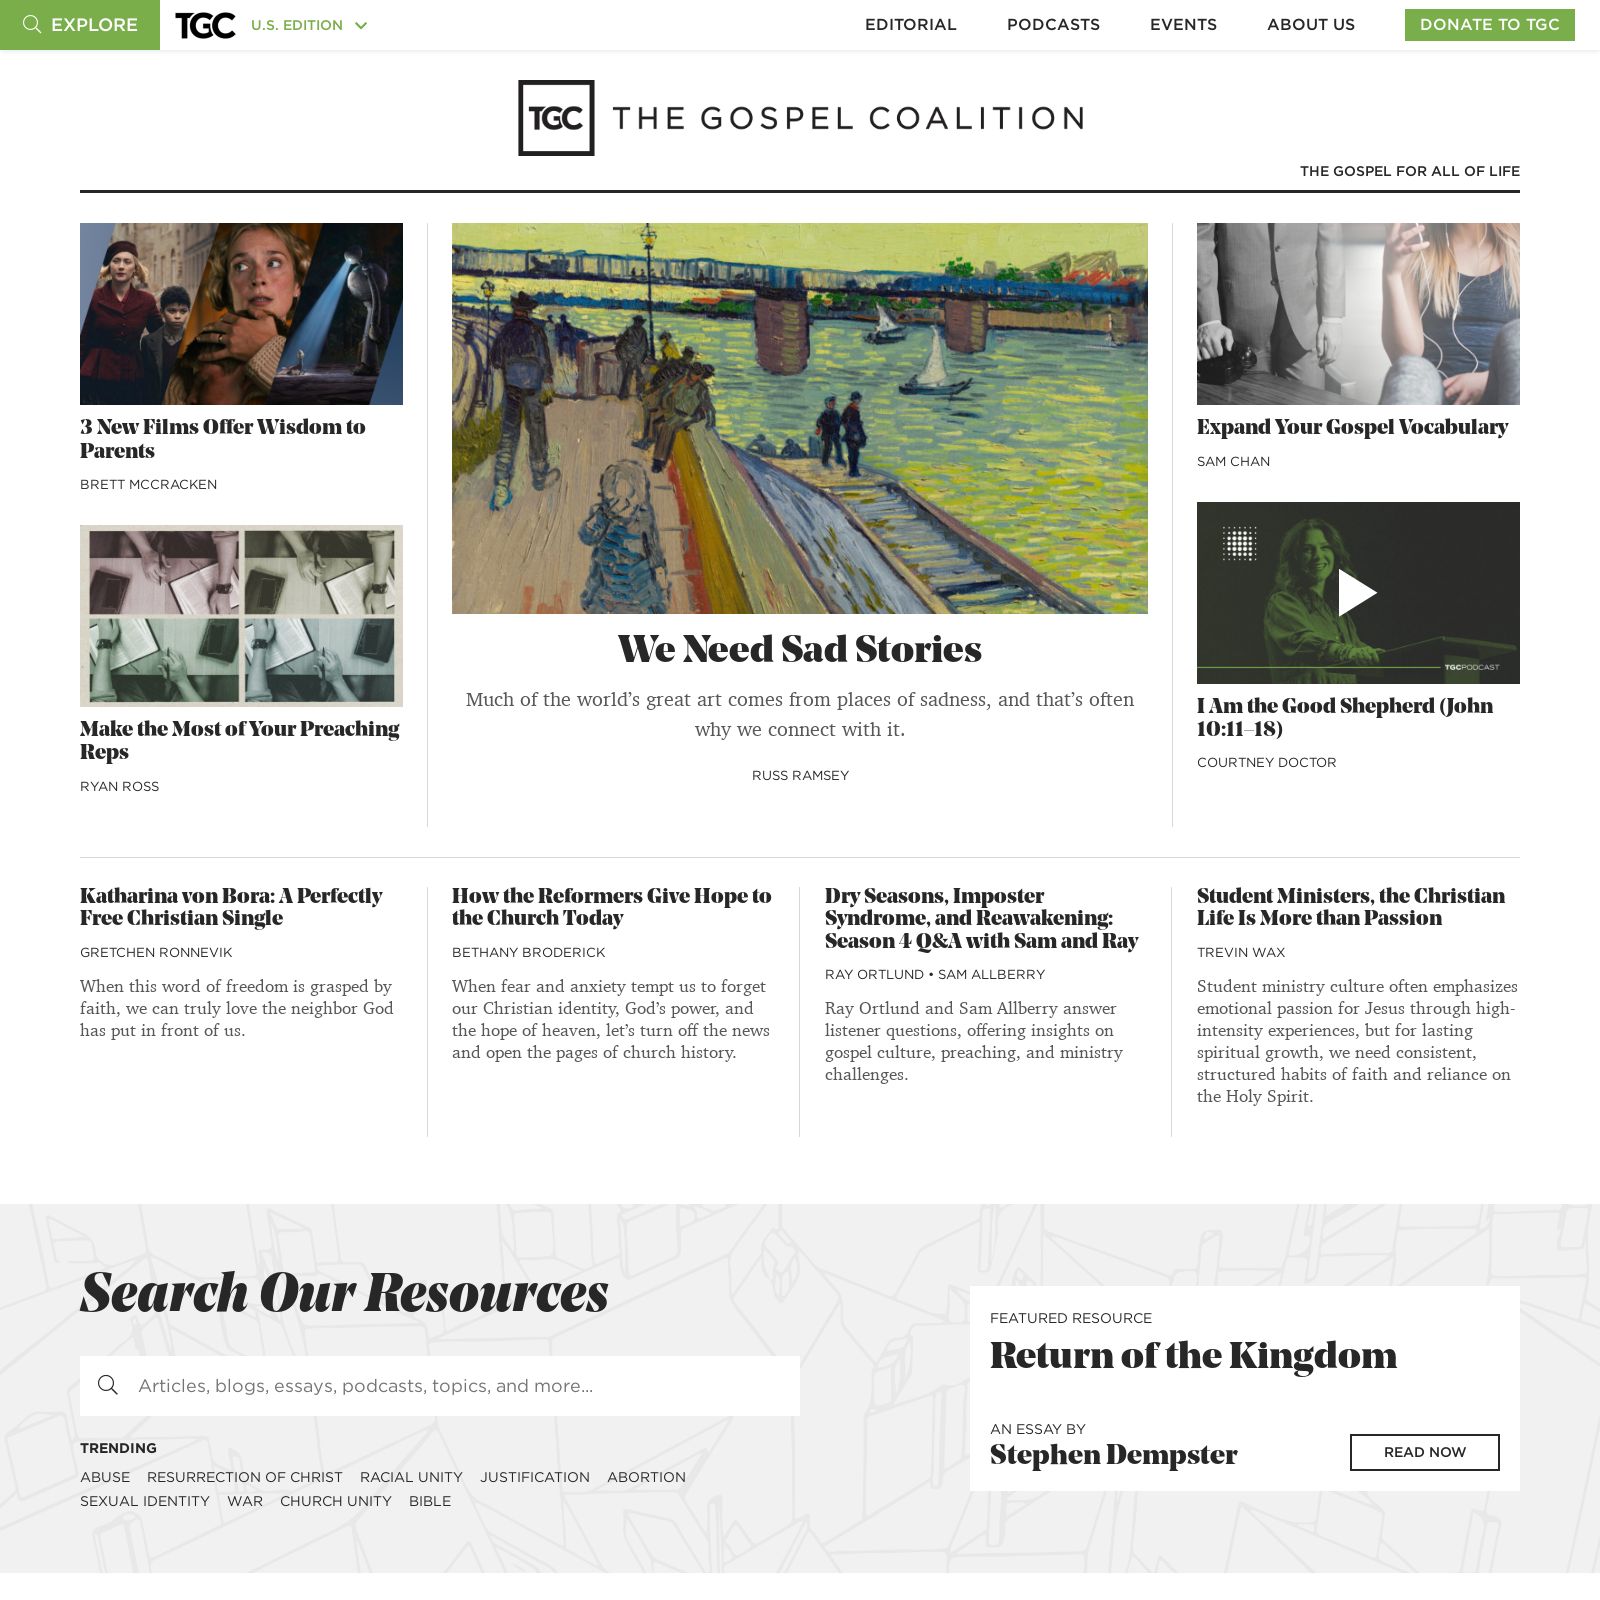 EXPLORE
TGC
U.S. EDITION
EDITORIAL
PODCASTS
EVENTS
ABOUT US
DONATE TO TGC
TGC
THE GOSPEL COALITION
THE GOSPEL FOR ALL OF LIFE
3 New Films Offer Wisdom to
Parents
BRETT MCCRACKEN
Make the Most of Your Preaching
Reps
RYAN ROSS
We Need Sad Stories
Much of the world’s great art comes from places of sadness, and that’s often
why we connect with it.
RUSS RAMSEY
Expand Your Gospel Vocabulary
SAM CHAN
TGCPODCAST
I Am the Good Shepherd (John
10:11–18)
COURTNEY DOCTOR
Katharina von Bora: A Perfectly
Free Christian Single
GRETCHEN RONNEVIK
When this word of freedom is grasped by
faith, we can truly love the neighbor God
has put in front of us.
How the Reformers Give Hope to
the Church Today
BETHANY BRODERICK
When fear and anxiety tempt us to forget
our Christian identity, God’s power, and
the hope of heaven, let’s turn off the news
and open the pages of church history.
Dry Seasons, Imposter
Syndrome, and Reawakening:
Season 4 Q&A with Sam and Ray
RAY ORTLUND • SAM ALLBERRY
Ray Ortlund and Sam Allberry answer
listener questions, offering insights on
gospel culture, preaching, and ministry
challenges.
Student Ministers, the Christian
Life Is More than Passion
TREVIN WAX
Student ministry culture often emphasizes
emotional passion for Jesus through high-
intensity experiences, but for lasting
spiritual growth, we need consistent,
structured habits of faith and reliance on
the Holy Spirit.
Search Our Resources
Articles, blogs, essays, podcasts, topics, and more...
TRENDING
ABUSE RESURRECTION OF CHRIST RACIAL UNITY JUSTIFICATION ABORTION
SEXUAL IDENTITY WAR CHURCH UNITY BIBLE
FEATURED RESOURCE
Return of the Kingdom
AN ESSAY BY
Stephen Dempster
READ NOW